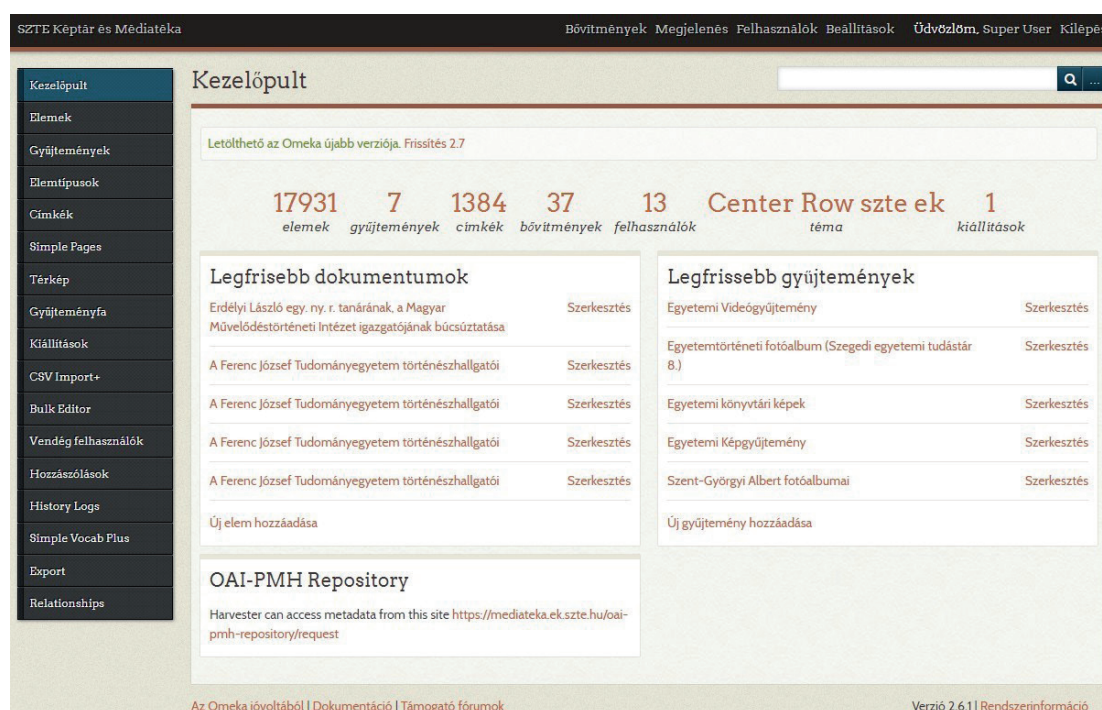 SZTE Képtár és Médiatéka
Bővítmények Megjelenés Felhasználók Beállítások Üdvözlöm, Super User Kilépés
Kezelőpult
Elemek
Gyűjtemények
Elemtípusok
Címkék
Simple Pages
Térkép
Gyűjteményfa
Kiállítások
CSV Import+
Bulk Editor
Vendég felhasználók
Hozzászólások
History Logs
Simple Vocab Plus
Export
Relationships
Kezelőpult
...
Letölthető az Omeka újabb verziója. Frissítés 2.7
17931 7 1384 37 13 Center Row szte ek 1
elemek gyűjtemények címkék bővítmények felhasználók téma kiállítások
Legfrisebb dokumentumok
Erdélyi László egy. ny. r. tanárának, a Magyar Szerkesztés
Művelődéstörténeti Intézet igazgatójának búcsúztatása
A Ferenc József Tudományegyetem történészhallgatói Szerkesztés
A Ferenc József Tudományegyetem történészhallgatói Szerkesztés
A Ferenc József Tudományegyetem történészhallgatói Szerkesztés
A Ferenc József Tudományegyetem történészhallgatói Szerkesztés
Új elem hozzáadása
Legfrissebb gyűjtemények
Egyetemi Videógyűjtemény Szerkesztés
Egyetemtörténeti fotóalbum (Szegedi egyetemi tudástár Szerkesztés
8.)
Egyetemi könyvtári képek Szerkesztés
Egyetemi Képgyűjtemény Szerkesztés
Szent-Györgyi Albert fotóalbumai Szerkesztés
Új gyűjtemény hozzáadása
OAI-PMH Repository
Harvester can access metadata from this site https://mediateka.ek.szte.hu/oai-
pmh-repository/request
Az Omeka jóvoltából | Dokumentáció | Támogató fórumok
Verzió 2.6.1 | Rendszerinformáció